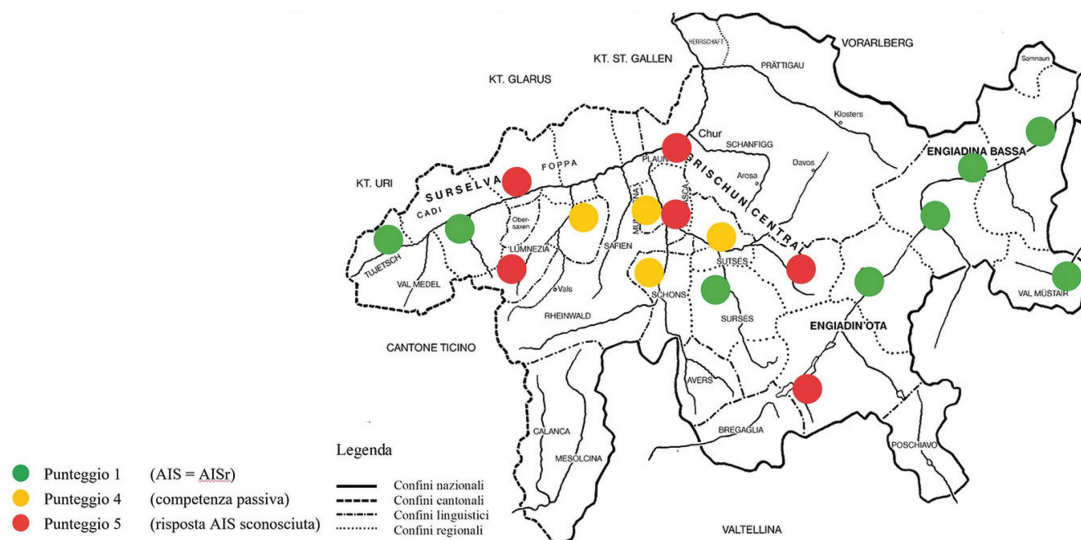 HERRSCHAFT
VORARLBERG
KT. ST. GALLEN
PRÄTTIGAU
Samnaun
KT. GLARUS
Klosters
Chur
SCHANFIGG
ENGIADINA BASSA
PLAUN
FOPPA
GRISCHUN CENTRAL
Davos
Arosa
KT. URI
SURSELVA
CADI
Ober-
saxen
LUMNEZIA
SAFIEN
SUTSÉS
TUJETSCH
VAL MEDEL
Vals
SCHONS
VAL MÜSTAIR
RHEINWALD
SURSÉS
ENGIADIN'OTA
CANTONE TICINO
AVERS
BREGAGLIA
CALANCA
POSCHIAVO
MESOLCINA
VALTELLINA
Legenda
Confini nazionali
Confini cantonali
Confini linguistici
Confini regionali
Punteggio 1 (AIS = AISr)
Punteggio 4 (competenza passiva)
Punteggio 5 (risposta AIS sconosciuta)